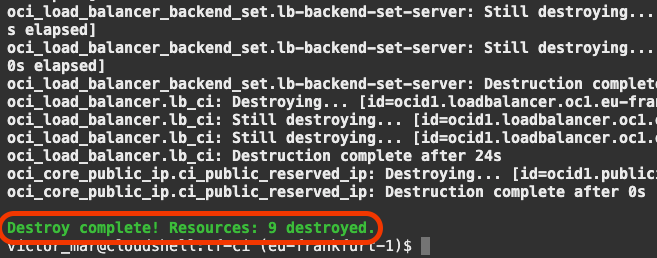 oci_load_balancer_backend_set.lb-backend-set-server: Still destroying...
s elapsed]
oci_load_balancer_backend_set.lb-backend-set-server: Still destroying...
0s elapsed]
oci_load_balancer_backend_set.lb-backend-set-server: Destruction complete
oci_load_balancer.lb_ci: Destroying... [id=ocid1.loadbalancer.oc1.eu-fra
oci_load_balancer.lb_ci: Still destroying... [id=ocid1.loadbalancer.oc1.
oci_load_balancer.lb_ci: Still destroying... [id=ocid1.loadbalancer.oc1.
oci_load_balancer.lb_ci: Destruction complete after 24s
oci_core_public_ip.ci_public_reserved_ip: Destroying... [id=ocid1.publici
oci_core_public_ip.ci_public_reserved_ip: Destruction complete after 0s
Destroy complete! Resources: 9 destroyed.
victor_mar@cloudshell:tf-ci (eu-frankfurt-1)$